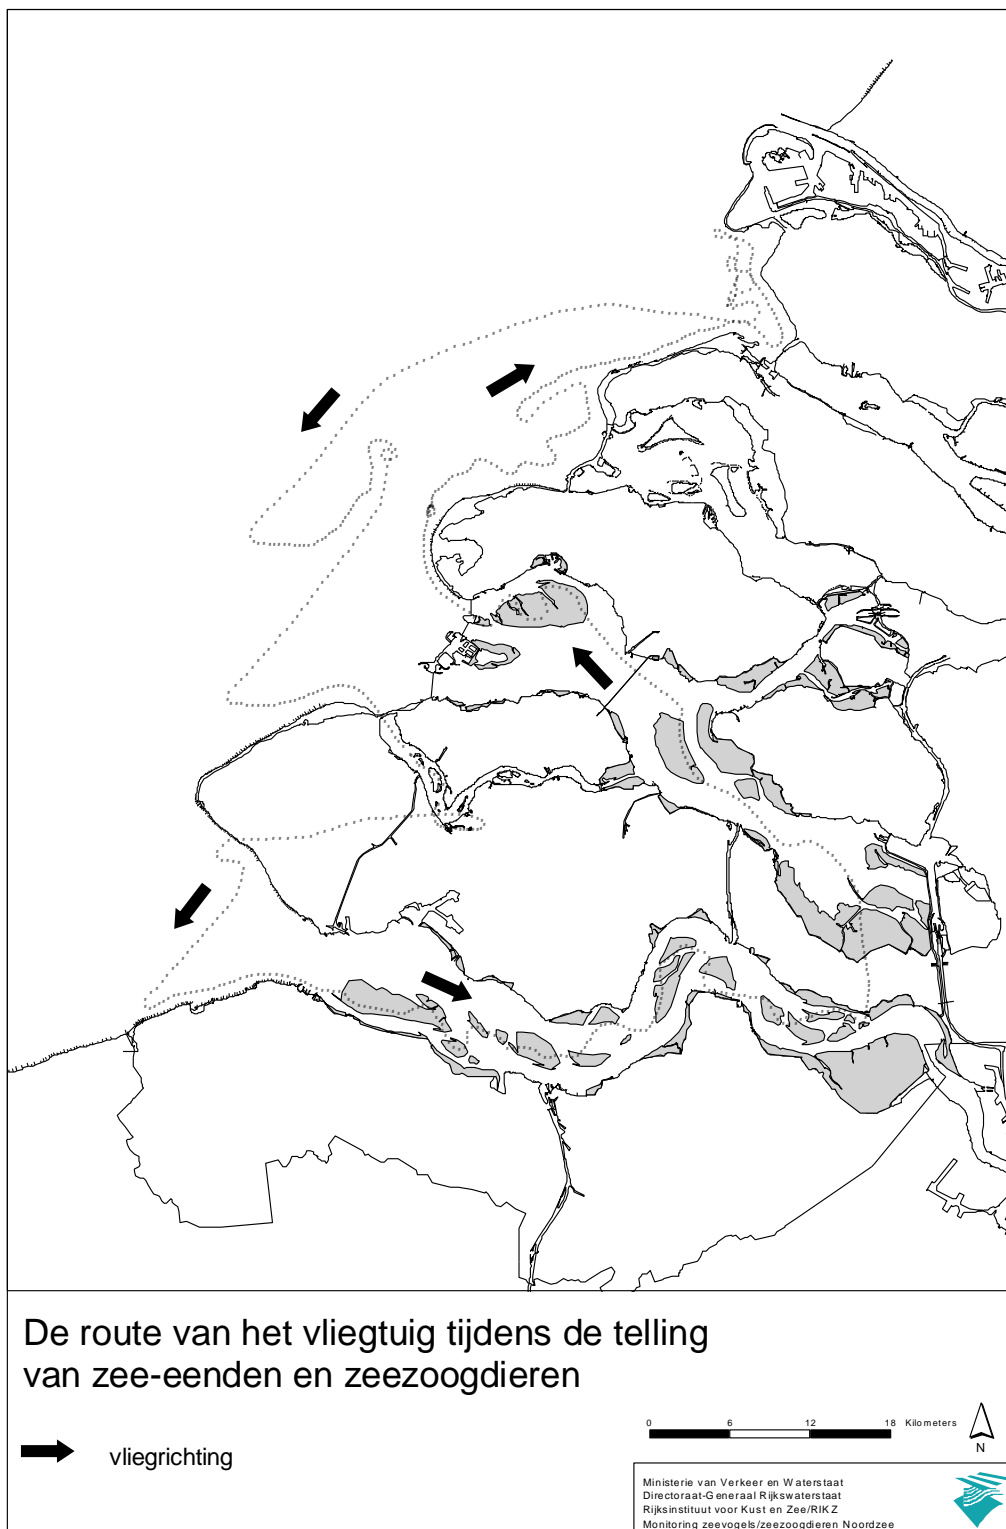 De route van het vliegtuig tijdens de telling
van zee-eenden en zeezoogdieren
vliegrichting
0 6 12 18 Kilometers
N
Ministerie van Verkeer en Waterstaat
Directoraat-Generaal Rijkswaterstaat
Rijksinstituut voor Kust en Zee/RIKZ
Monitoring zeevogels/zeezoogdieren Noordzee